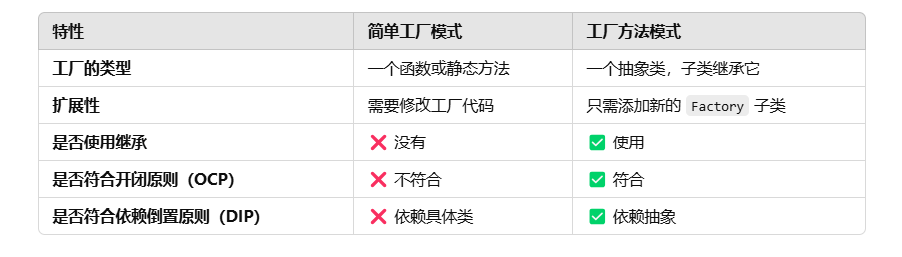 特性 简单工厂模式 工厂方法模式
工厂的类型 一个函数或静态方法 一个抽象类，子类继承它
扩展性 需要修改工厂代码 只需添加新的 Factory 子类
是否使用继承 ❌ 没有 ✅ 使用
是否符合开闭原则（OCP） ❌ 不符合 ✅ 符合
是否符合依赖倒置原则（DIP） ❌ 依赖具体类 ✅ 依赖抽象